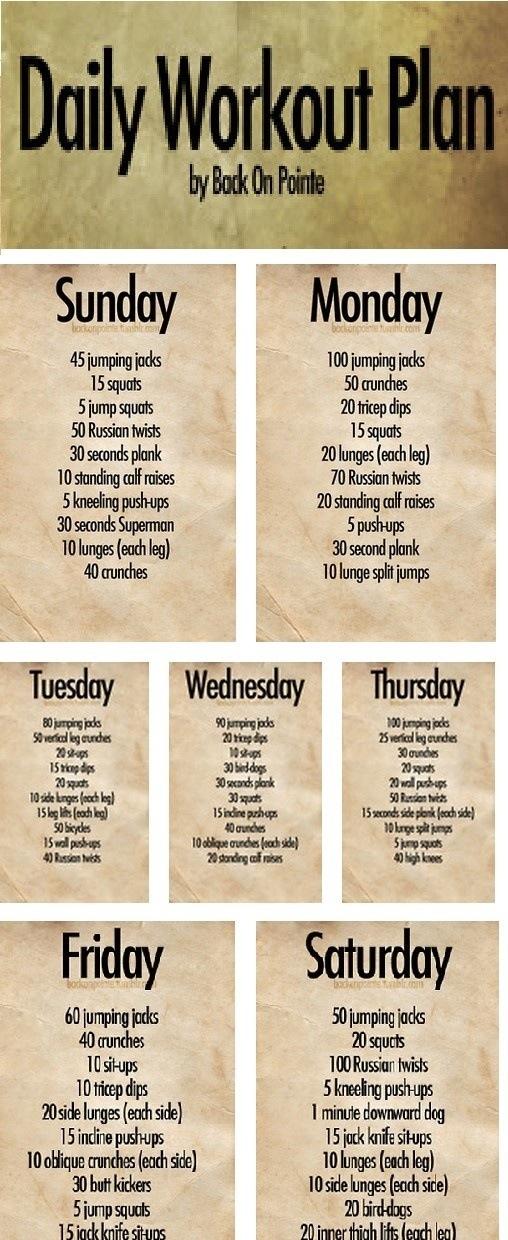 Daily Workout Plan
by Back On Pointe
Sunday
backonpointe.tumblr.com
45 jumping jacks
15 squats
5 jump squats
50 Russian twists
30 seconds plank
10 standing calf raises
5 kneeling push-ups
30 seconds Superman
10 lunges (each leg)
40 crunches
Monday
backonpointe.tumblr.com
100 jumping jacks
50 crunches
20 tricep dips
15 squats
20 lunges (each leg)
70 Russian twists
20 standing calf raises
5 push-ups
30 second plank
10 lunge split jumps
Tuesday
80 jumping jacks
50 vertical leg crunches
20 sit-ups
15 tricep dips
20 squats
10 side lunges (each leg)
15 leg lifts (each leg)
50 bicycles
15 wall push-ups
40 Russian twists
Wednesday
90 jumping jacks
20 tricep dips
10 sit-ups
30 bird-dogs
30 seconds plank
30 squats
15 incline push-ups
40 crunches
10 oblique crunches (each side)
20 standing calf raises
Thursday
100 jumping jacks
25 vertical leg crunches
30 crunches
20 squats
20 wall push-ups
50 Russian twists
15 seconds side plank (each side)
10 lunge split jumps
5 jump squats
40 high knees
Friday
backonpointe.tumblr.com
60 jumping jacks
40 crunches
10 sit-ups
10 tricep dips
20 side lunges (each side)
15 incline push-ups
10 oblique crunches (each side)
30 butt kickers
5 jump squats
15 jack knife sit-ups
Saturday
backonpointe.tumblr.com
50 jumping jacks
20 squats
100 Russian twists
5 kneeling push-ups
1 minute downward dog
15 jack knife sit-ups
10 lunges (each leg)
10 side lunges (each side)
20 bird-dogs
20 inner thigh lifts (each leg)